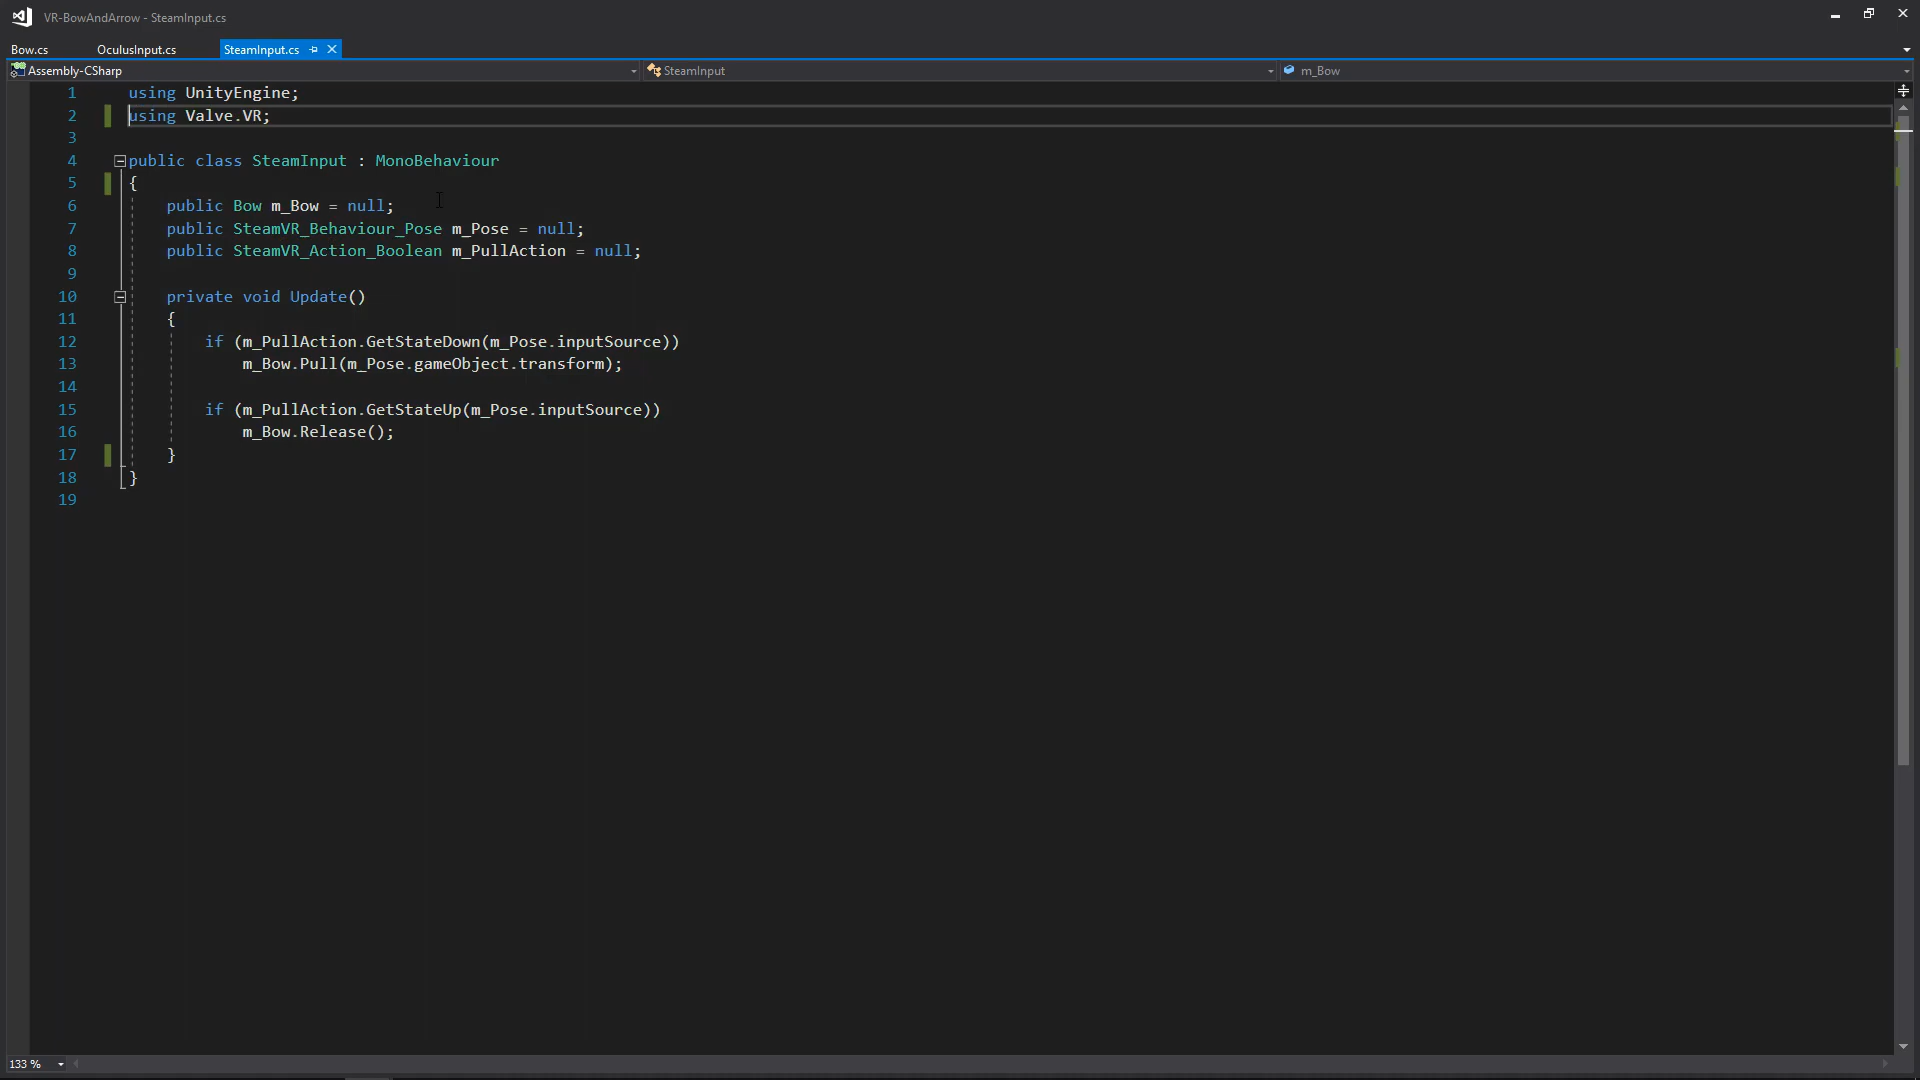 VR-BowAndArrow - SteamInput.cs
Bow.cs OculusInput.cs SteamInput.cs
Assembly-CSharp SteamInput m_Bow
1 using UnityEngine;
2 using Valve.VR;
3
4 public class SteamInput : MonoBehaviour
5 {
6 public Bow m_Bow = null;
7 public SteamVR_Behaviour_Pose m_Pose = null;
8 public SteamVR_Action_Boolean m_PullAction = null;
9
10 private void Update()
11 {
12 if (m_PullAction.GetStateDown(m_Pose.inputSource))
13 m_Bow.Pull(m_Pose.gameObject.transform);
14
15 if (m_PullAction.GetStateUp(m_Pose.inputSource))
16 m_Bow.Release();
17 }
18 }
19
133 %